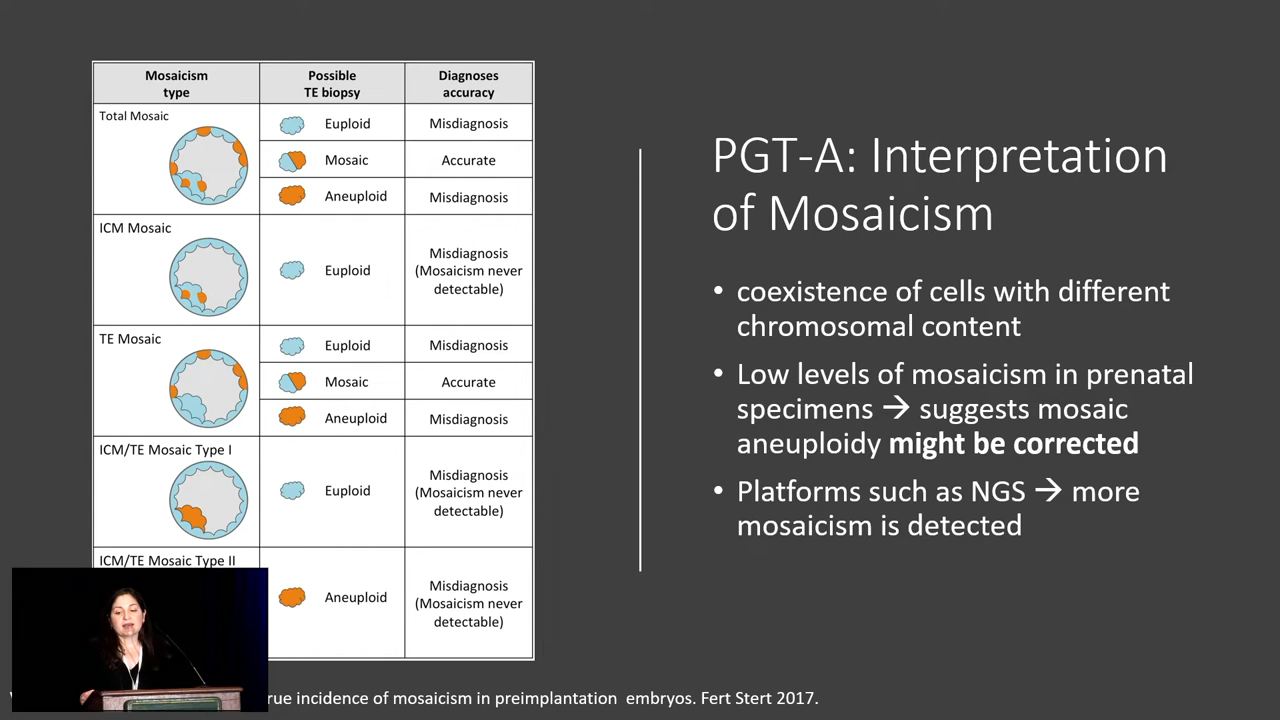 Mosaicism type
Possible TE biopsy
Diagnoses accuracy
Total Mosaic
Euploid
Misdiagnosis
Mosaic
Accurate
Aneuploid
Misdiagnosis
ICM Mosaic
Euploid
Misdiagnosis
(Mosaicism never
detectable)
TE Mosaic
Euploid
Misdiagnosis
Mosaic
Accurate
Aneuploid
Misdiagnosis
ICM/TE Mosaic Type I
Euploid
Misdiagnosis
(Mosaicism never
detectable)
ICM/TE Mosaic Type II
Aneuploid
Misdiagnosis
(Mosaicism never
detectable)
PGT-A: Interpretation
of Mosaicism
• coexistence of cells with different
chromosomal content
• Low levels of mosaicism in prenatal
specimens → suggests mosaic
aneuploidy might be corrected
• Platforms such as NGS → more
mosaicism is detected
incidence of mosaicism in preimplantation embryos. Fert Stert 2017.